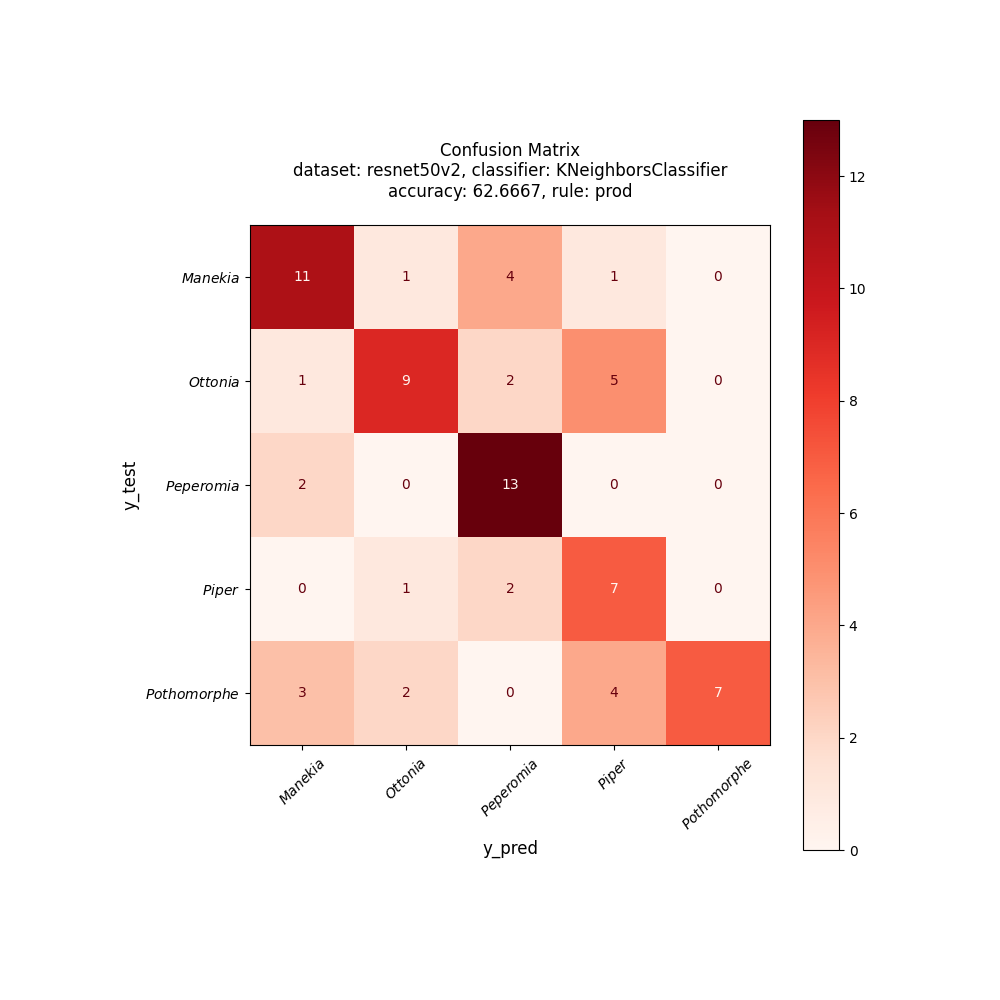 Confusion Matrix
dataset: resnet50v2, classifier: KNeighborsClassifier
accuracy: 62.6667, rule: prod
Manekia 11 1 4 1 0
Ottonia 1 9 2 5 0
Peperomia 2 0 13 0 0
Piper 0 1 2 7 0
Pothomorphe 3 2 0 4 7
Manekia Ottonia Peperomia Piper Pothomorphe
y_pred
y_test
12
10
8
6
4
2
0